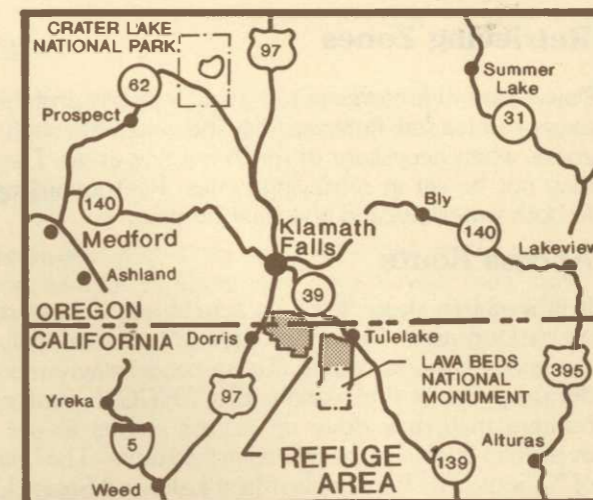 CRATER LAKE
NATIONAL PARK
97
62
Prospect
Summer
Lake
31
140
Medford
Ashland
Klamath
Falls
Bly
140
Lakeview
39
OREGON
CALIFORNIA
Dorris
Tulelake
LAVA BEDS
NATIONAL
MONUMENT
395
Yreka
97
5
Weed
REFUGE
AREA
139
Alturas